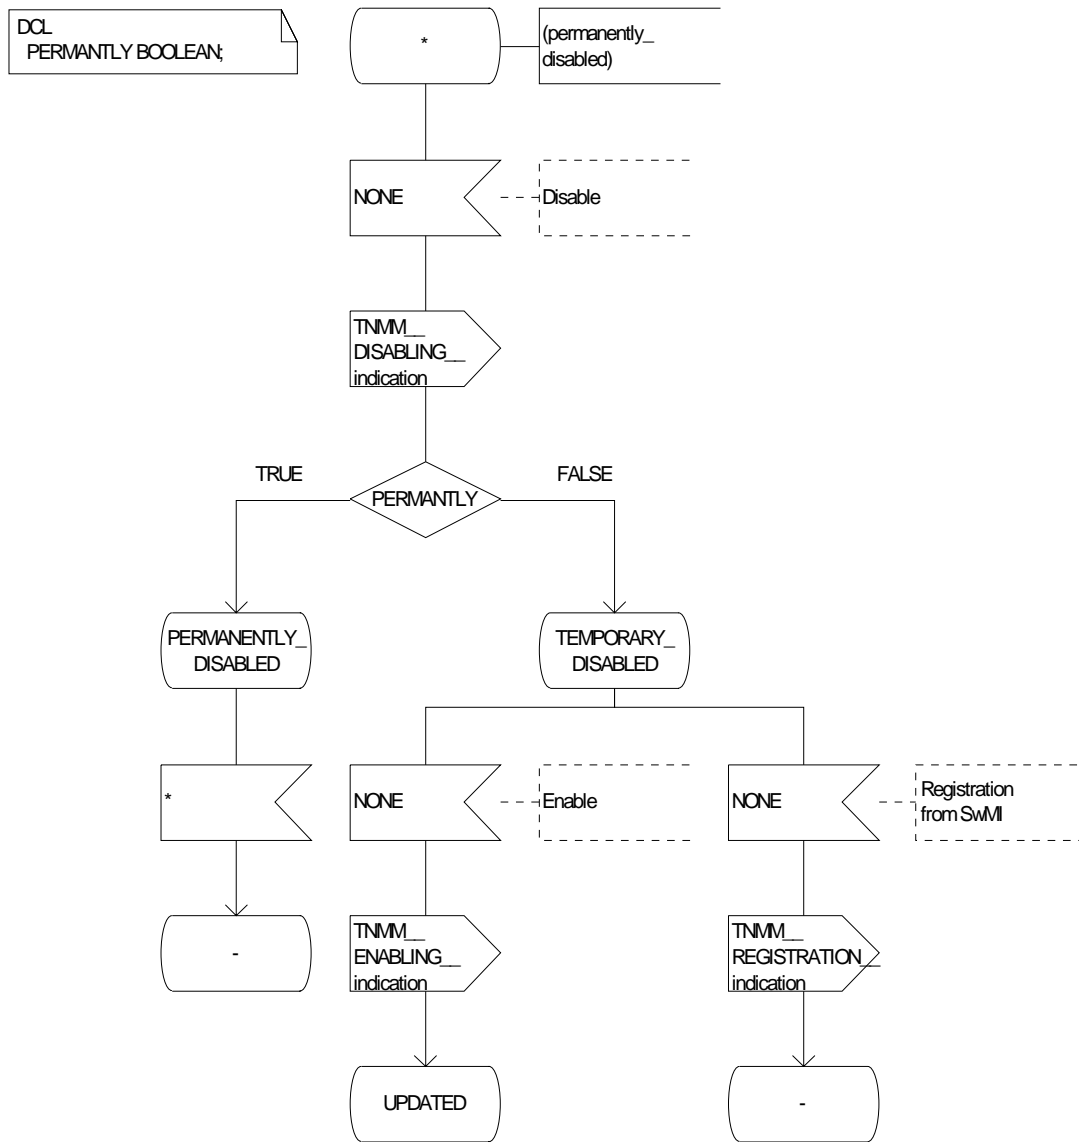 DCL
PERMANTLY BOOLEAN;
*
(permanently_
disabled)
NONE
Disable
TNMM__
DISABLING__
indication
TRUE
FALSE
PERMANTLY
PERMANENTLY_
DISABLED
TEMPORARY_
DISABLED
*
NONE
Enable
NONE
Registration
from SwMI
-
TNMM__
ENABLING__
indication
TNMM__
REGISTRATION__
indication
UPDATED
-